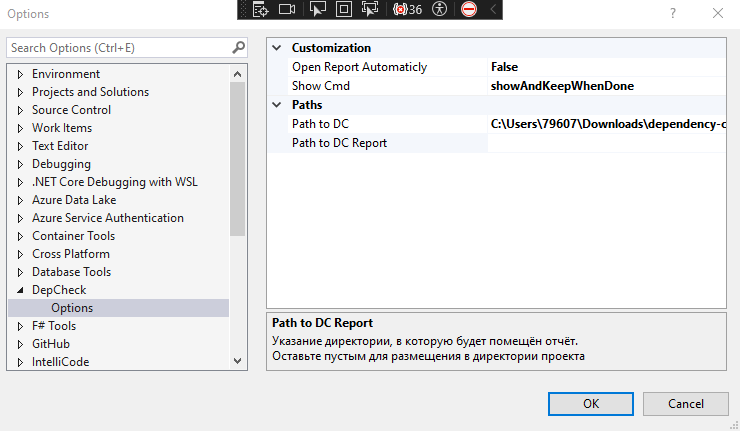 Options
36
Search Options (Ctrl+E)
Environment
Projects and Solutions
Source Control
Work Items
Text Editor
Debugging
.NET Core Debugging with WSL
Azure Data Lake
Azure Service Authentication
Container Tools
Cross Platform
Database Tools
DepCheck
Options
F# Tools
GitHub
IntelliCode
Customization
Open Report Automaticly False
Show Cmd showAndKeepWhenDone
Paths
Path to DC C:\Users\79607\Downloads\dependency-c
Path to DC Report
Path to DC Report
Указание директории, в которую будет помещён отчёт.
Оставьте пустым для размещения в директории проекта
OK Cancel